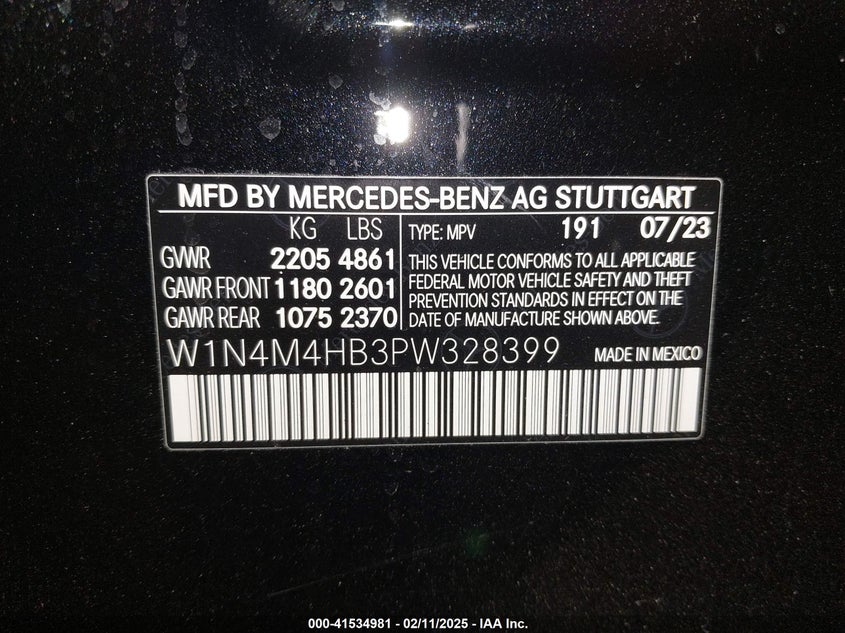 MFD BY MERCEDES-BENZ AG STUTTGART
KG LBS TYPE: MPV 191 07/23
GVWR 2205 4861
GAWR FRONT 1180 2601
GAWR REAR 1075 2370
THIS VEHICLE CONFORMS TO ALL APPLICABLE
FEDERAL MOTOR VEHICLE SAFETY AND THEFT
PREVENTION STANDARDS IN EFFECT ON THE
DATE OF MANUFACTURE SHOWN ABOVE.
W1N4M4HB3PW328399 MADE IN MEXICO
000-41534981 - 02/11/2025 - IAA Inc.